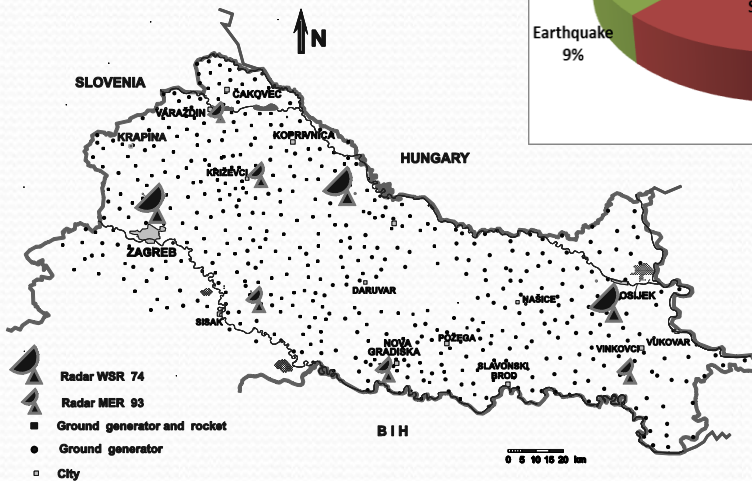 N
SLOVENIA
ČAKOVEC
VARAŽDIN
KRAPINA
KOPRIVNICA
HUNGARY
KRIŽEVCI
ZAGREB
DARUVAR
NAŠICE
OSIJEK
SISAK
NOVA
GRADIŠKA
POŽEGA
VINKOVCI
VUKOVAR
SLAVONSKI
BROD
BIH
Radar WSR 74
Radar MER 93
Ground generator and rocket
Ground generator
City
0 5 10 15 20 km
Earthquake
9%